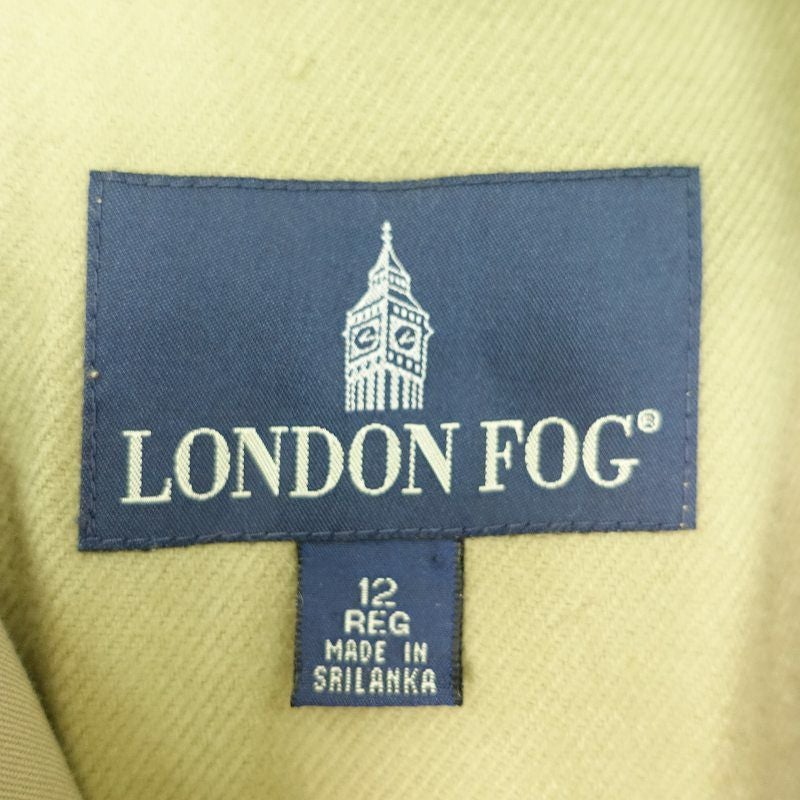 LONDON FOG®
12
REG
MADE IN
SRILANKA